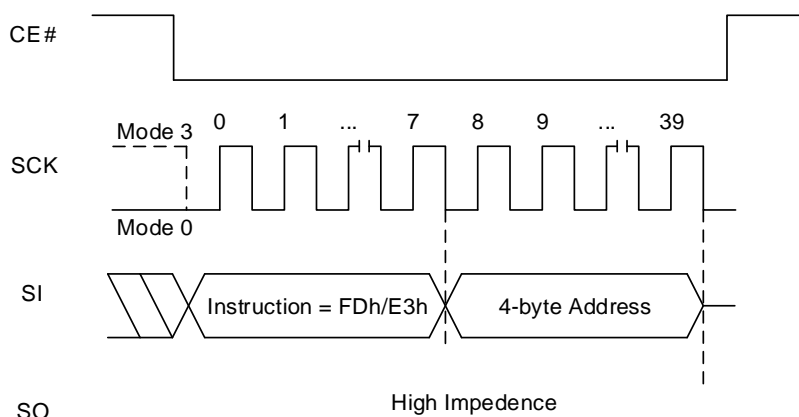 CE#
0 1 ... 7 8 9 ... 39
Mode 3
SCK
Mode 0
SI
Instruction = FDh/E3h
4-byte Address
High Impedence
SO